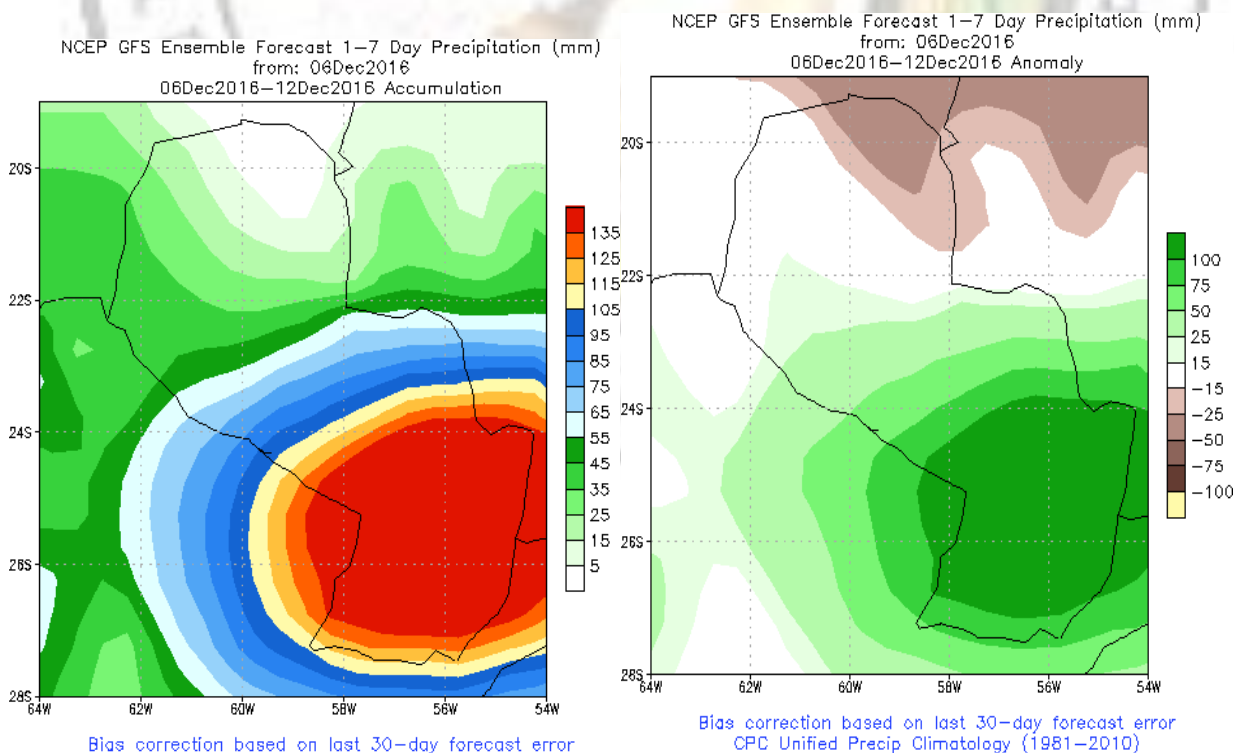 NCEP GFS Ensemble Forecast 1-7 Day Precipitation (mm)
from: 06Dec2016
06Dec2016-12Dec2016 Accumulation
20S
22S
24S
26S
28S
64W 62W 60W 58W 56W 54W
135
125
105
95
85
75
65
55
45
35
25
15
5
Bias correction based on last 30-day forecast error
NCEP GFS Ensemble Forecast 1-7 Day Precipitation (mm)
from: 06Dec2016
06Dec2016-12Dec2016 Anomaly
20S
22S
24S
26S
28S
64W 62W 60W 58W 56W 54W
100
75
50
25
15
-15
-25
-50
-75
-100
Bias correction based on last 30-day forecast error
CPC Unified Precip Climatology (1981-2010)